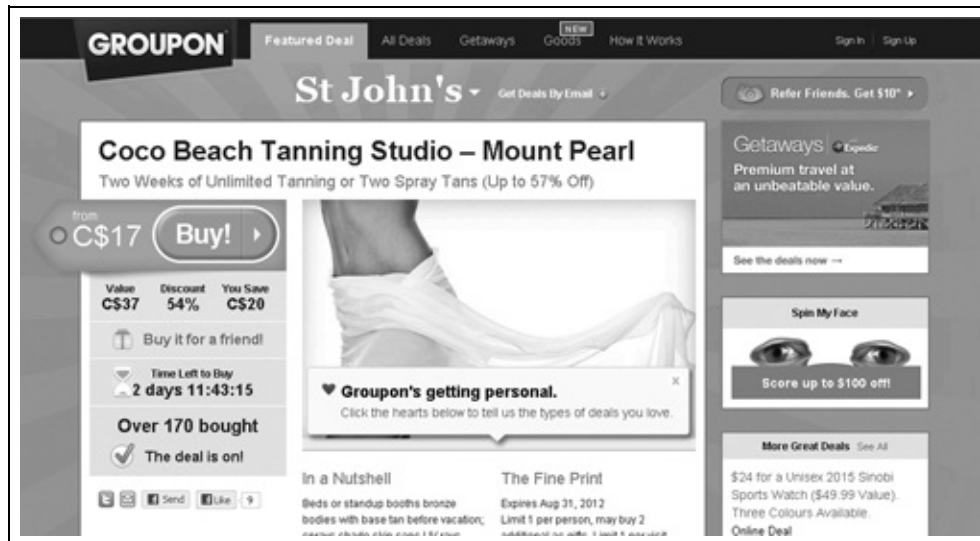 GROUPON
Featured Deal
All Deals
Getaways
Goods
NEW
How It Works
Sign In
Sign Up
St John's
Get Deals By Email
Refer Friends. Get $10*
Coco Beach Tanning Studio – Mount Pearl
Two Weeks of Unlimited Tanning or Two Spray Tans (Up to 57% Off)
from
C$17
Buy!
Value Discount You Save
C$37 54% C$20
Buy it for a friend!
Time Left to Buy
2 days 11:43:15
Over 170 bought
The deal is on!
Send
Like
9
Groupon's getting personal.
x
Click the hearts below to tell us the types of deals you love.
In a Nutshell
Beds or standup booths bronze
bodies with base tan before vacation;
The Fine Print
Expires Aug 31, 2012
Limit 1 per person, may buy 2
additional as gifts. Limit 1 per visit.
Getaways
Expedia
Premium travel at
an unbeatable value.
See the deals now →
Spin My Face
Score up to $100 off!
More Great Deals See All
$24 for a Unisex 2015 Sinobi
Sports Watch ($49.99 Value).
Three Colours Available.
Online Deal